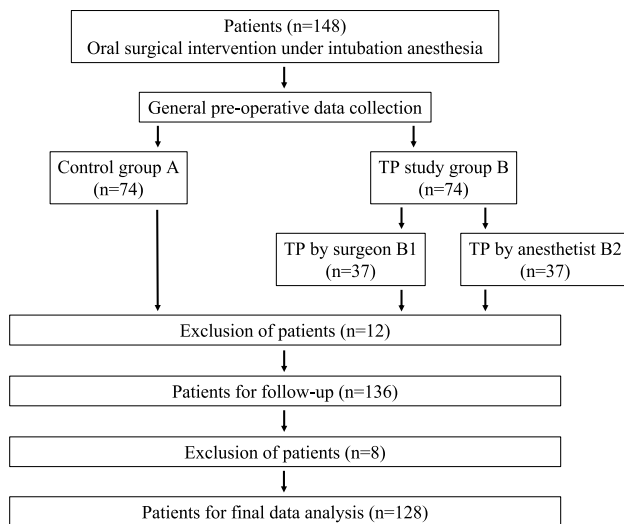 Patients (n=148)
Oral surgical intervention under intubation anesthesia
General pre-operative data collection
Control group A
(n=74)
TP study group B
(n=74)
TP by surgeon B1
(n=37)
TP by anesthetist B2
(n=37)
Exclusion of patients (n=12)
Patients for follow-up (n=136)
Exclusion of patients (n=8)
Patients for final data analysis (n=128)